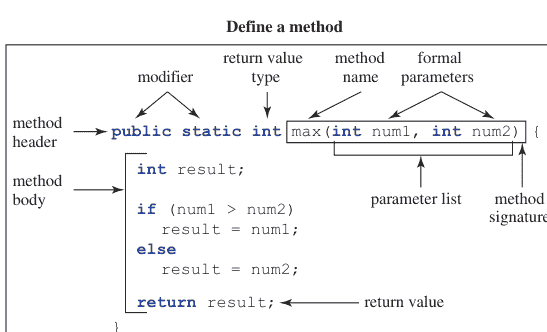 Define a method
return value type
method name
formal parameters
modifier
method header
public static int max(int num1, int num2) {
method body
int result;
parameter list
method signature
if (num1 > num2)
result = num1;
else
result = num2;
return result;
return value
}